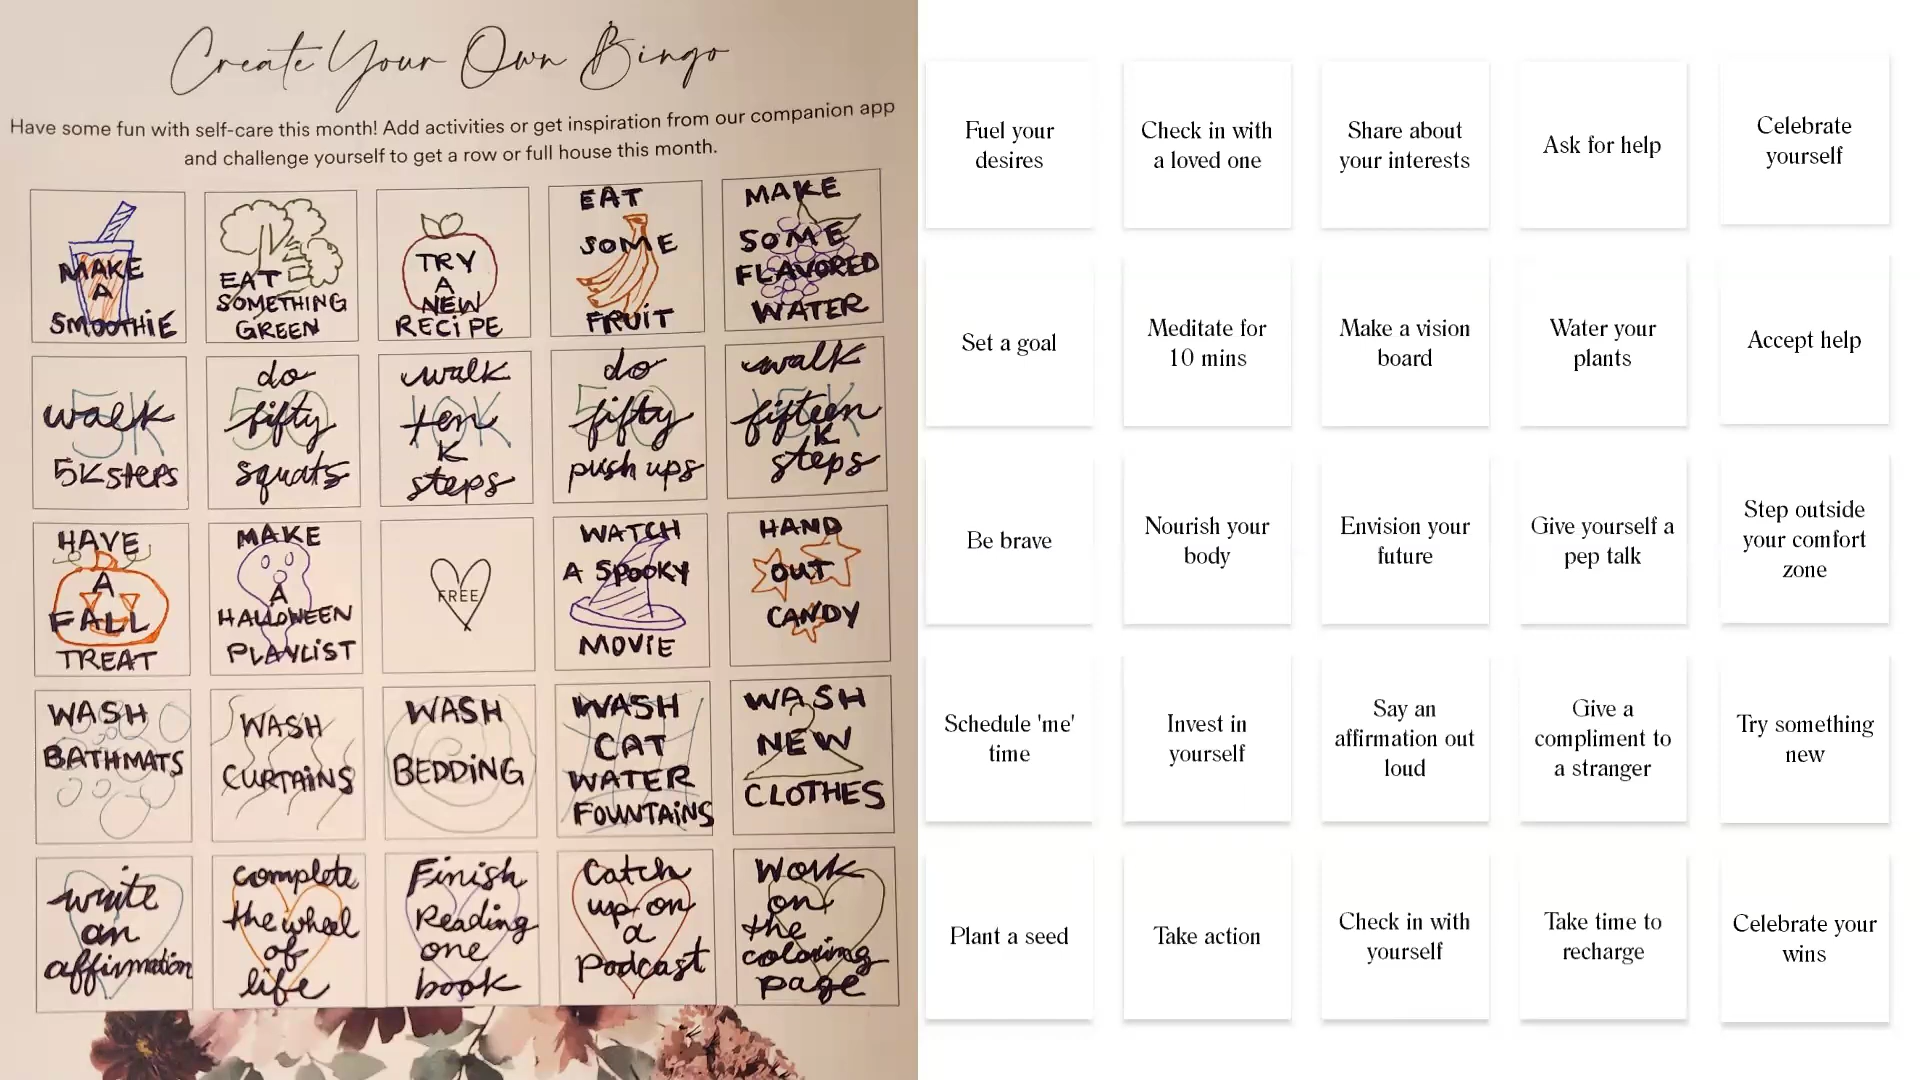 Create Your Own Bingo
Have some fun with self-care this month! Add activities or get inspiration from our companion app
and challenge yourself to get a row or full house this month.
MAKE
A
SMOOTHiE
EAT
SOMETHING
GREEN
TRY
A
NEW
RECiPE
EAT
SOME
FRUiT
MAKE
SOME
FLAVORED
WATER
5K
walk
5K steps
50
do
fifty
squats
10K
walk
ten
K
steps
50
do
fifty
push ups
15K
walk
fifteen
K
steps
HAVE
A
FALL
TREAT
MAKE
A
HALLOWEEN
PLAYLiST
FREE
WATCH
A SPOOKY
MOViE
HAND
OUT
CANDY
WASH
BATHMATS
WASH
CURTAiNS
WASH
BEDDiNG
WASH
CAT
WATER
FOUNTAiNS
WASH
NEW
CLOTHES
write
an
affirmation
complete
the wheel
of
life
Finish
Reading
one
book
Catch
up on
a
Podcast
Work
on
the
coloring
page
Fuel your
desires
Check in with
a loved one
Share about
your interests
Ask for help
Celebrate
yourself
Set a goal
Meditate for
10 mins
Make a vision
board
Water your
plants
Accept help
Be brave
Nourish your
body
Envision your
future
Give yourself a
pep talk
Step outside
your comfort
zone
Schedule 'me'
time
Invest in
yourself
Say an
affirmation out
loud
Give a
compliment to
a stranger
Try something
new
Plant a seed
Take action
Check in with
yourself
Take time to
recharge
Celebrate your
wins